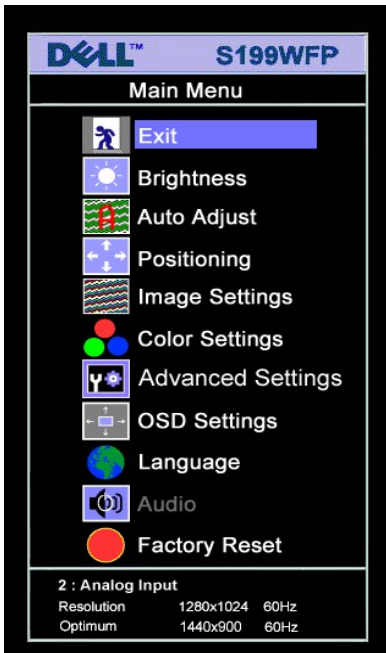 DELL™ S199WFP
Main Menu
Exit
Brightness
Auto Adjust
Positioning
Image Settings
Color Settings
Advanced Settings
OSD Settings
Language
Audio
Factory Reset
2 : Analog Input
Resolution 1280x1024 60Hz
Optimum 1440x900 60Hz